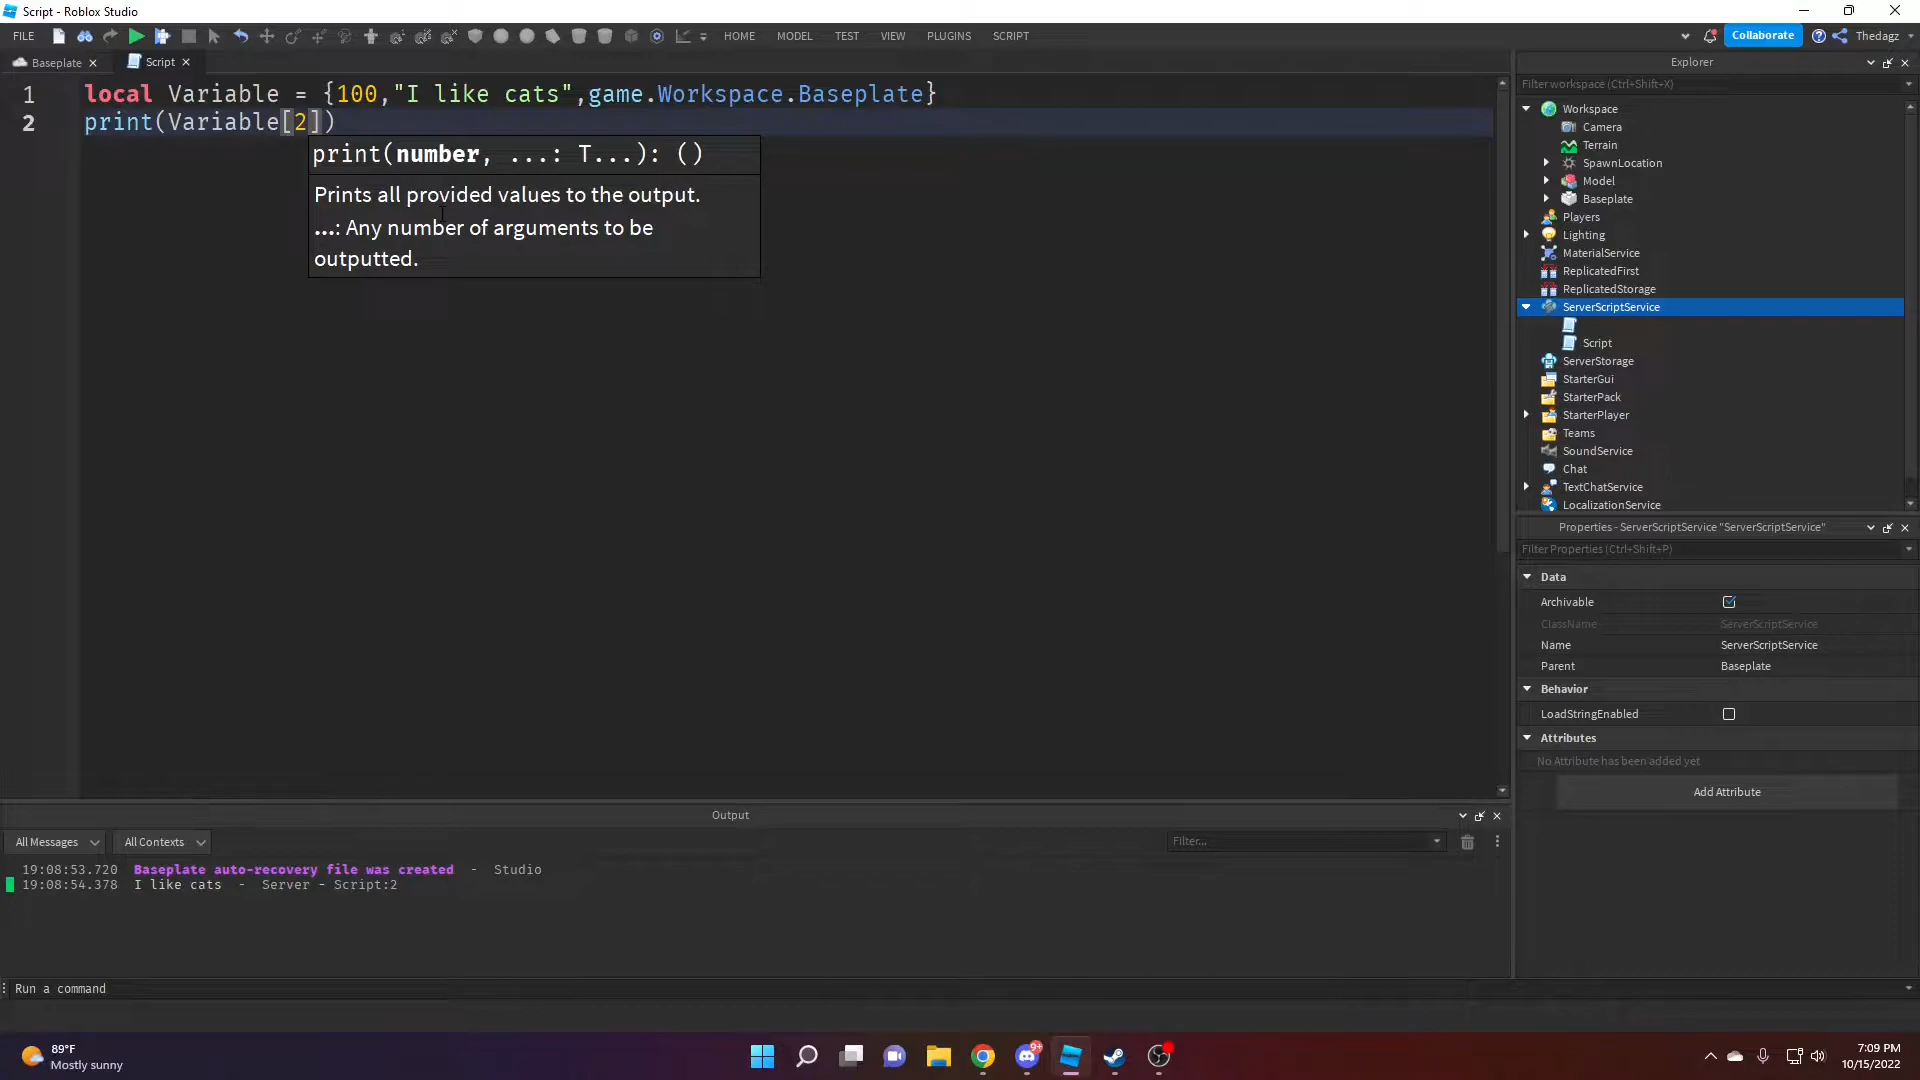 Script - Roblox Studio
FILE HOME MODEL TEST VIEW PLUGINS SCRIPT Collaborate Thedagz
Baseplate Script
1 local Variable = {100,"I like cats",game.Workspace.Baseplate}
2 print(Variable[2])
print(number, ...: T...): ()
Prints all provided values to the output.
...: Any number of arguments to be
outputted.
Explorer
Filter workspace (Ctrl+Shift+X)
Workspace
Camera
Terrain
SpawnLocation
Model
Baseplate
Players
Lighting
MaterialService
ReplicatedFirst
ReplicatedStorage
ServerScriptService
Script
ServerStorage
StarterGui
StarterPack
StarterPlayer
Teams
SoundService
Chat
TextChatService
LocalizationService
Properties - ServerScriptService "ServerScriptService"
Filter Properties (Ctrl+Shift+P)
Data
Archivable
ClassName ServerScriptService
Name ServerScriptService
Parent Baseplate
Behavior
LoadStringEnabled
Attributes
No Attribute has been added yet
Add Attribute
Output
All Messages All Contexts Filter...
19:08:53.720 Baseplate auto-recovery file was created - Studio
19:08:54.378 I like cats - Server - Script:2
Run a command
89°F
Mostly sunny
9+
7:09 PM
10/15/2022